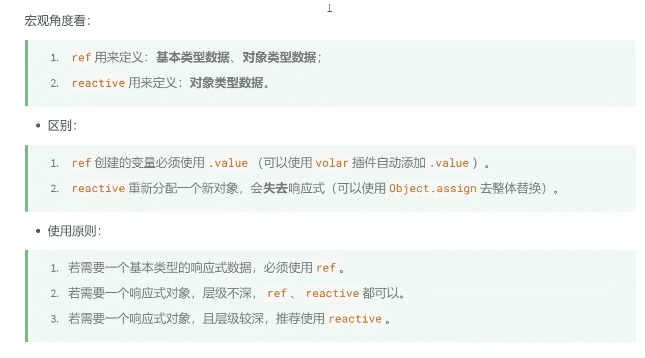 宏观角度看：
1. ref 用来定义：基本类型数据、对象类型数据；
2. reactive 用来定义：对象类型数据。
• 区别：
1. ref 创建的变量必须使用 .value （可以使用 volar 插件自动添加 .value ）。
2. reactive 重新分配一个新对象，会失去响应式（可以使用 Object.assign 去整体替换）。
• 使用原则：
1. 若需要一个基本类型的响应式数据，必须使用 ref 。
2. 若需要一个响应式对象，层级不深， ref 、 reactive 都可以。
3. 若需要一个响应式对象，且层级较深，推荐使用 reactive 。